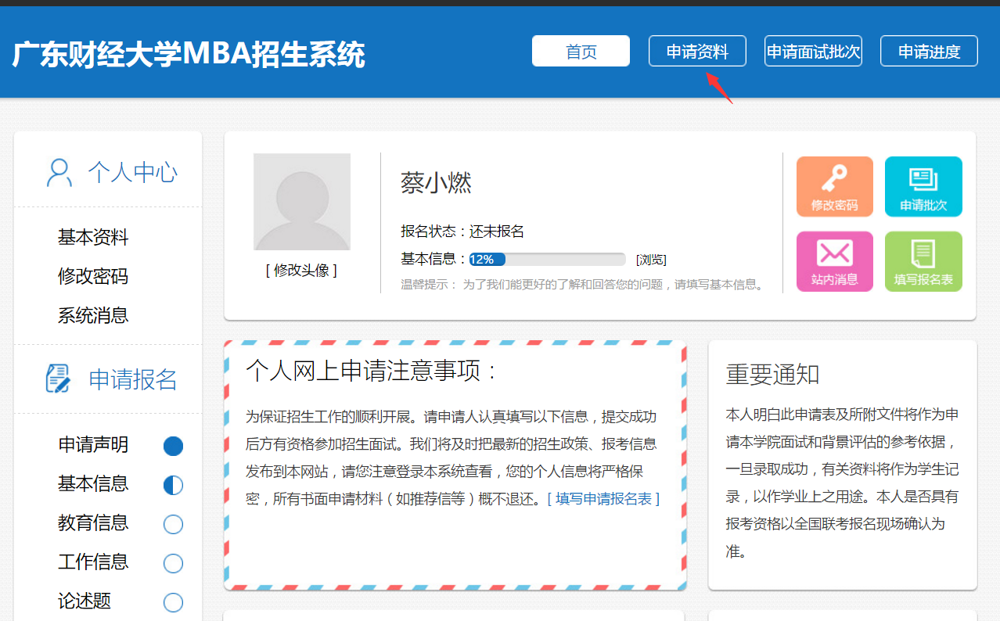 广东财经大学MBA招生系统
首页
申请资料
申请面试批次
申请进度
个人中心
基本资料
修改密码
系统消息
申请报名
申请声明
基本信息
教育信息
工作信息
论述题
[ 修改头像 ]
蔡小燃
报名状态：还未报名
基本信息：12% [浏览]
温馨提示： 为了我们能更好的了解和回答您的问题，请填写基本信息。
修改密码
申请批次
站内消息
填写报名表
个人网上申请注意事项：
为保证招生工作的顺利开展。请申请人认真填写以下信息，提交成功
后方有资格参加招生面试。我们将及时把最新的招生政策、报考信息
发布到本网站，请您注意登录本系统查看，您的个人信息将严格保
密，所有书面申请材料（如推荐信等）概不退还。[ 填写申请报名表 ]
重要通知
本人明白此申请表及所附文件将作为申
请本学院面试和背景评估的参考依据，
一旦录取成功，有关资料将作为学生记
录，以作学业上之用途。本人是否具有
报考资格以全国联考报名现场确认为
准。